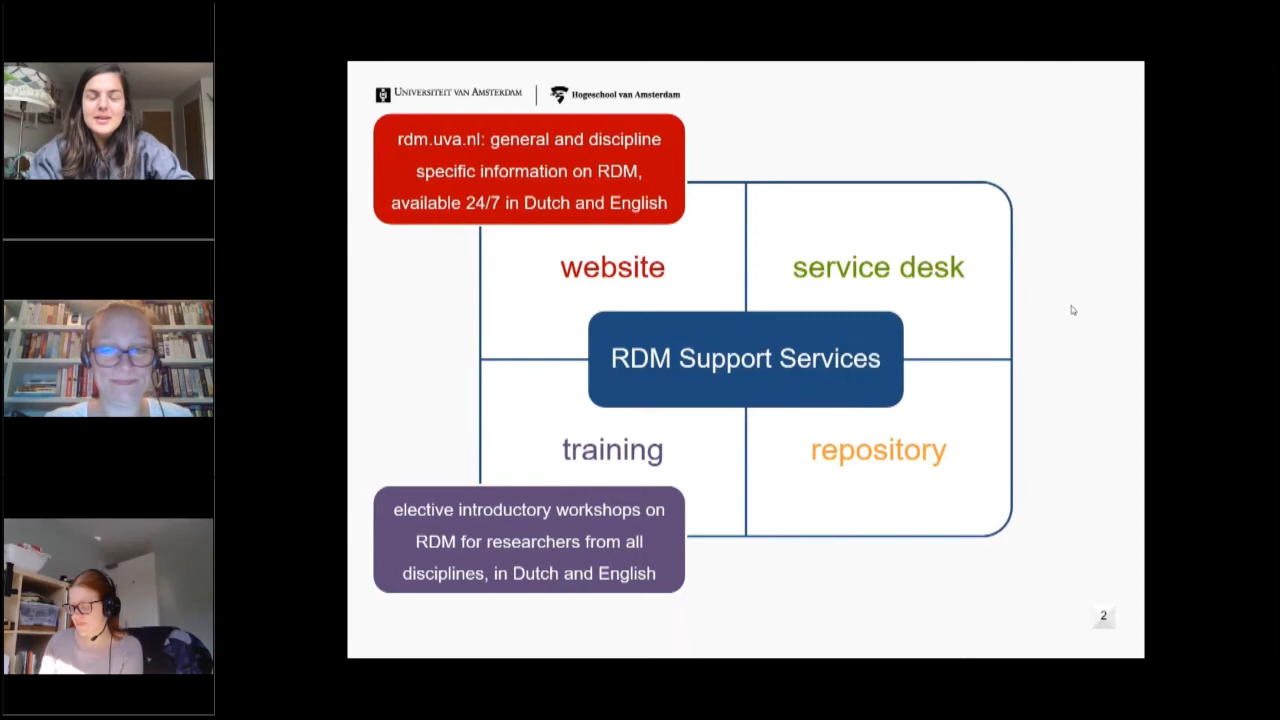 UNIVERSITEIT VAN AMSTERDAM
Hogeschool van Amsterdam
rdm.uva.nl: general and discipline
specific information on RDM,
available 24/7 in Dutch and English
website
service desk
RDM Support Services
training
repository
elective introductory workshops on
RDM for researchers from all
disciplines, in Dutch and English
2